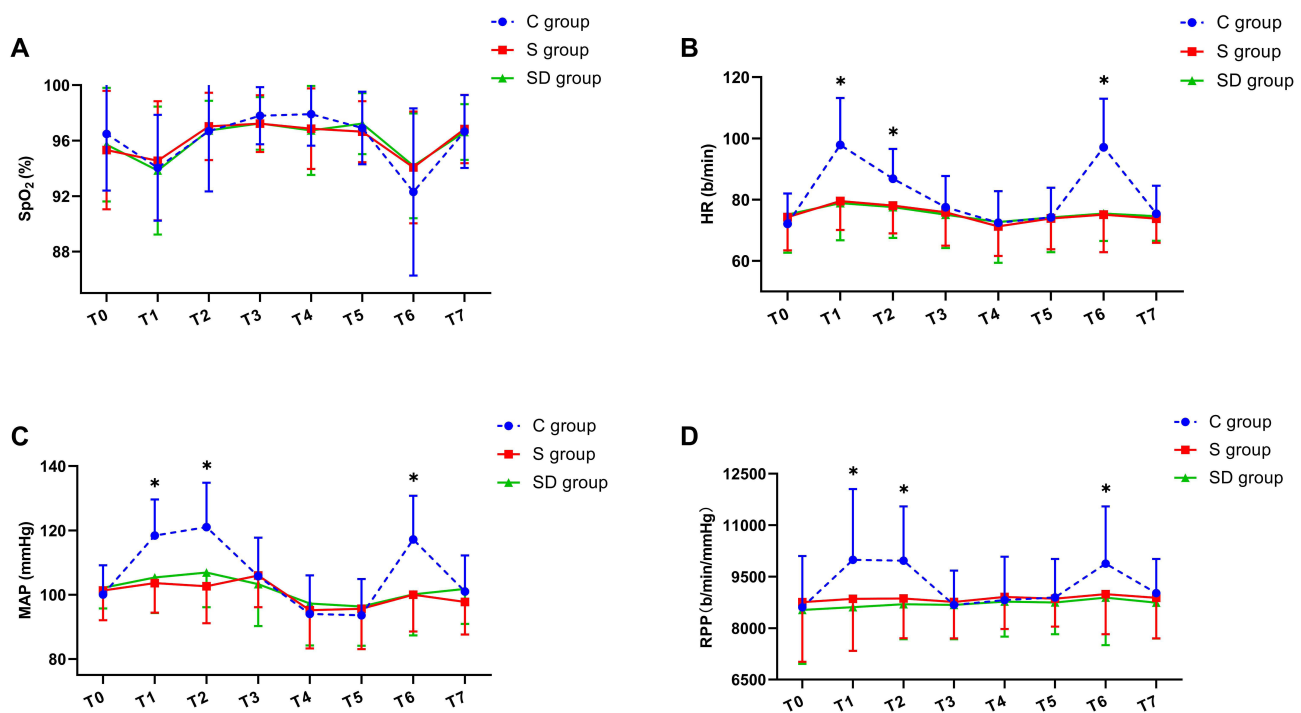 A
C group
S group
SD group
SpO2 (%)
100
96
92
88
T0 T1 T2 T3 T4 T5 T6 T7
B
C group
S group
SD group
HR (b/min)
120
*
*
*
100
80
60
T0 T1 T2 T3 T4 T5 T6 T7
C
C group
S group
SD group
MAP (mmHg)
140
*
*
*
120
100
80
T0 T1 T2 T3 T4 T5 T6 T7
D
C group
S group
SD group
RPP(b/min/mmHg)
12500
*
*
*
11000
9500
8000
6500
T0 T1 T2 T3 T4 T5 T6 T7